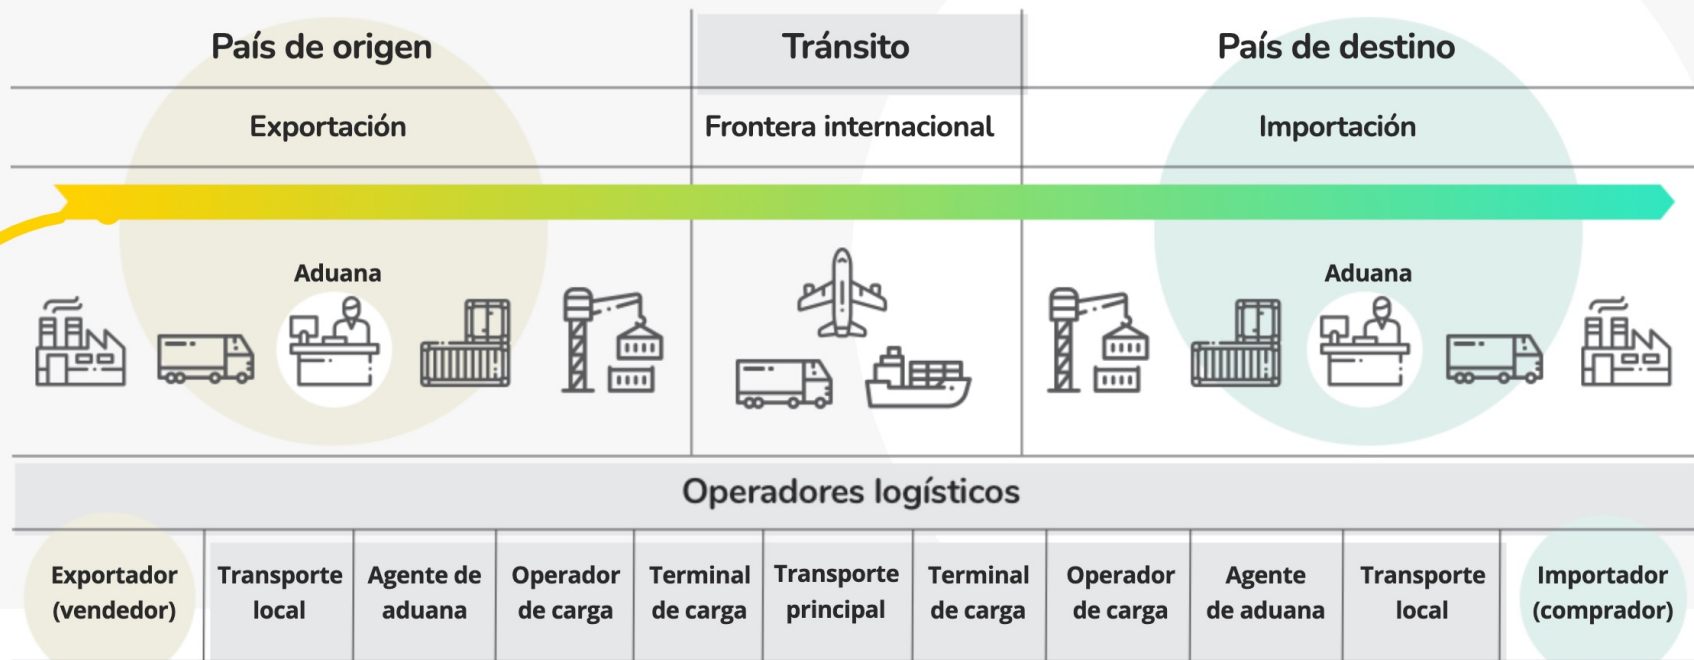 País de origen
Tránsito
País de destino
Exportación
Frontera internacional
Importación
Aduana
Aduana
Operadores logísticos
Exportador
(vendedor)
Transporte
local
Agente de
aduana
Operador
de carga
Terminal
de carga
Transporte
principal
Terminal
de carga
Operador
de carga
Agente
de aduana
Transporte
local
Importador
(comprador)